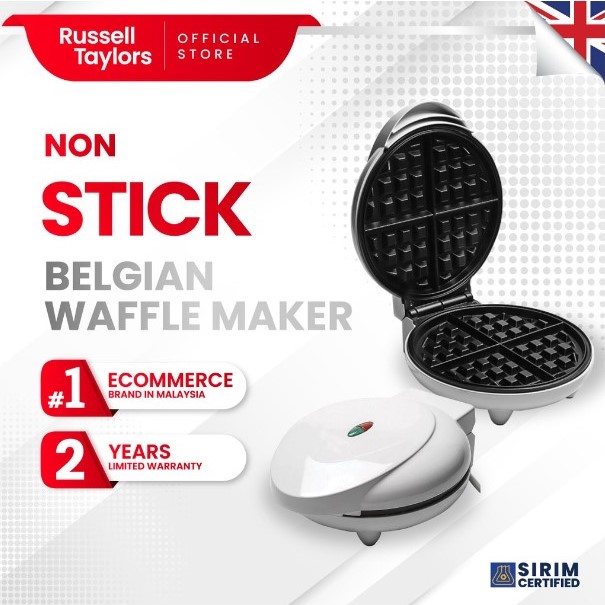 Russell
Taylors
OFFICIAL
STORE
NON
STICK
BELGIAN
WAFFLE MAKER
#1 ECOMMERCE
BRAND IN MALAYSIA
2 YEARS
LIMITED WARRANTY
SIRIM
CERTIFIED